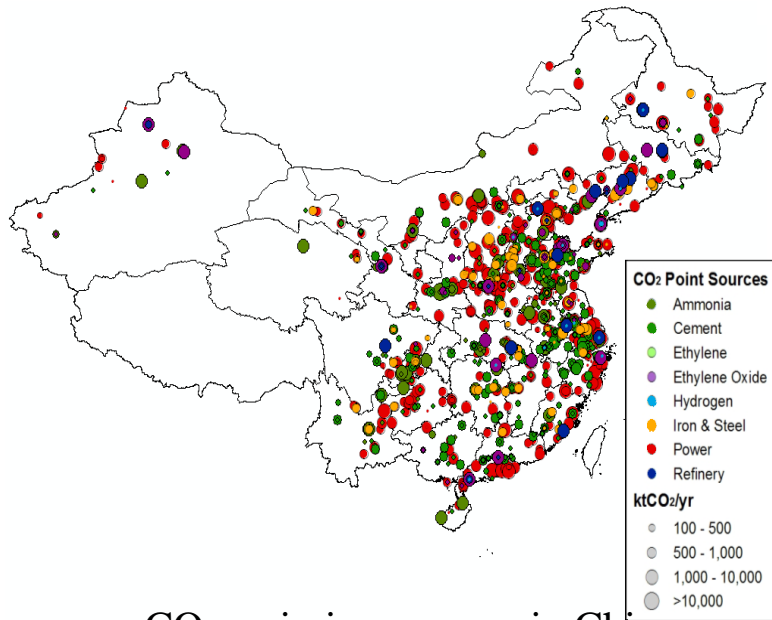 CO₂ Point Sources
Ammonia
Cement
Ethylene
Ethylene Oxide
Hydrogen
Iron & Steel
Power
Refinery
ktCO₂/yr
100 - 500
500 - 1,000
1,000 - 10,000
>10,000